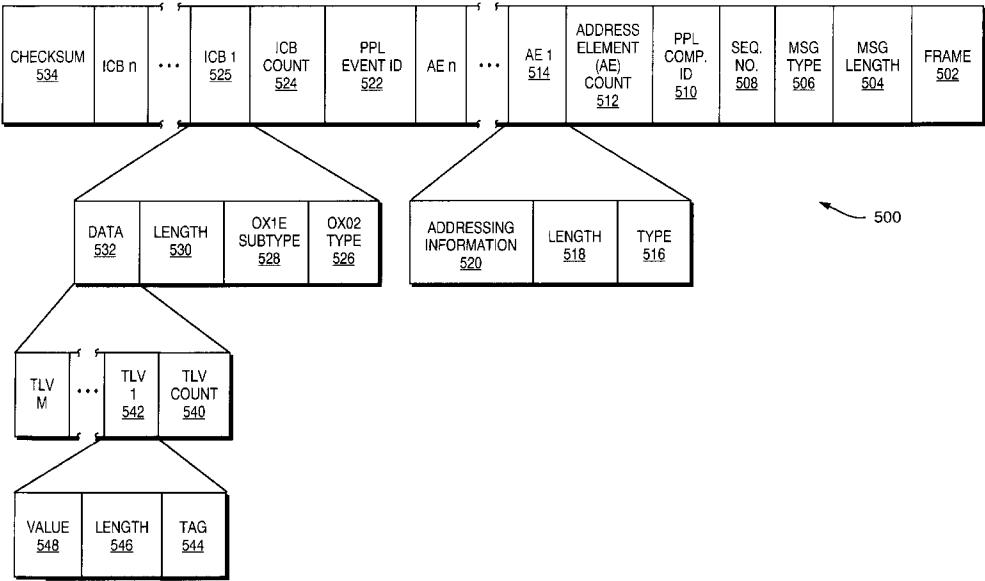 CHECKSUM
534
ICB n
• • •
ICB 1
525
ICB
COUNT
524
PPL
EVENT ID
522
AE n
• • •
AE 1
514
ADDRESS
ELEMENT
(AE)
COUNT
512
PPL
COMP.
ID
510
SEQ.
NO.
508
MSG
TYPE
506
MSG
LENGTH
504
FRAME
502
DATA
532
LENGTH
530
OX1E
SUBTYPE
528
OX02
TYPE
526
ADDRESSING
INFORMATION
520
LENGTH
518
TYPE
516
500
TLV
M
• • •
TLV
1
542
TLV
COUNT
540
VALUE
548
LENGTH
546
TAG
544